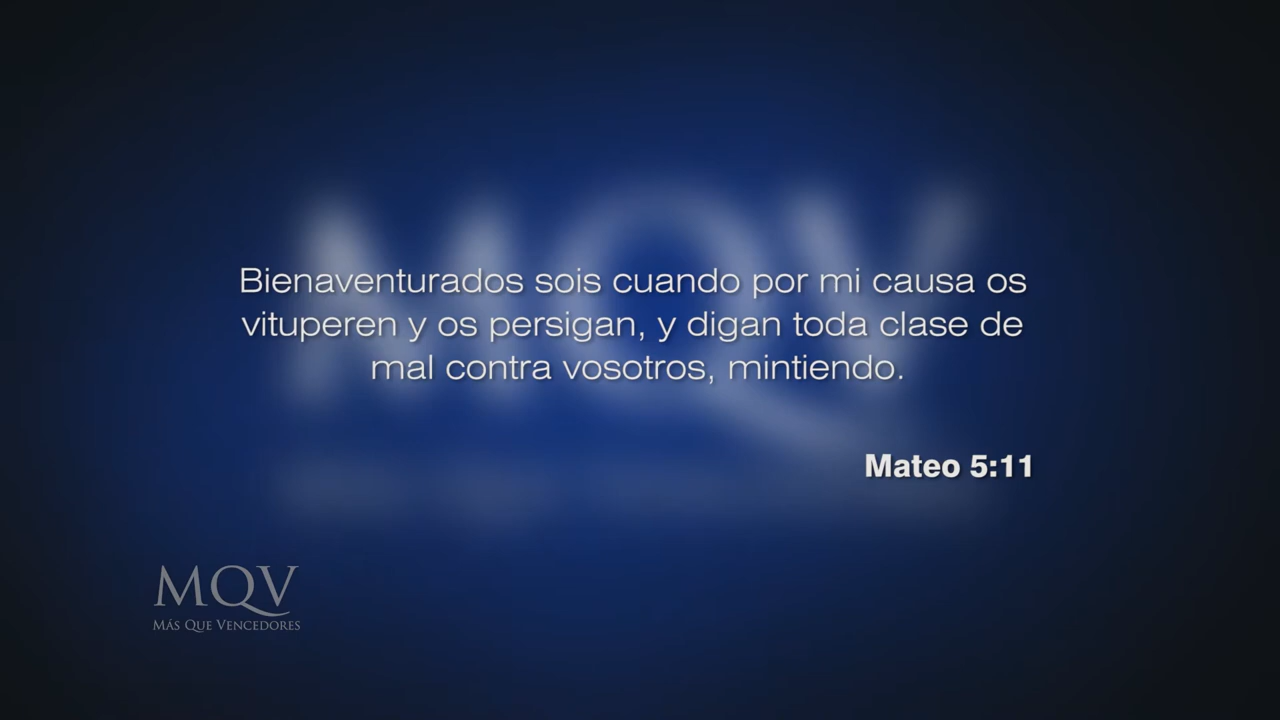 Bienaventurados sois cuando por mi causa os
vituperen y os persigan, y digan toda clase de
mal contra vosotros, mintiendo.
Mateo 5:11
MQV
MÁS QUE VENCEDORES